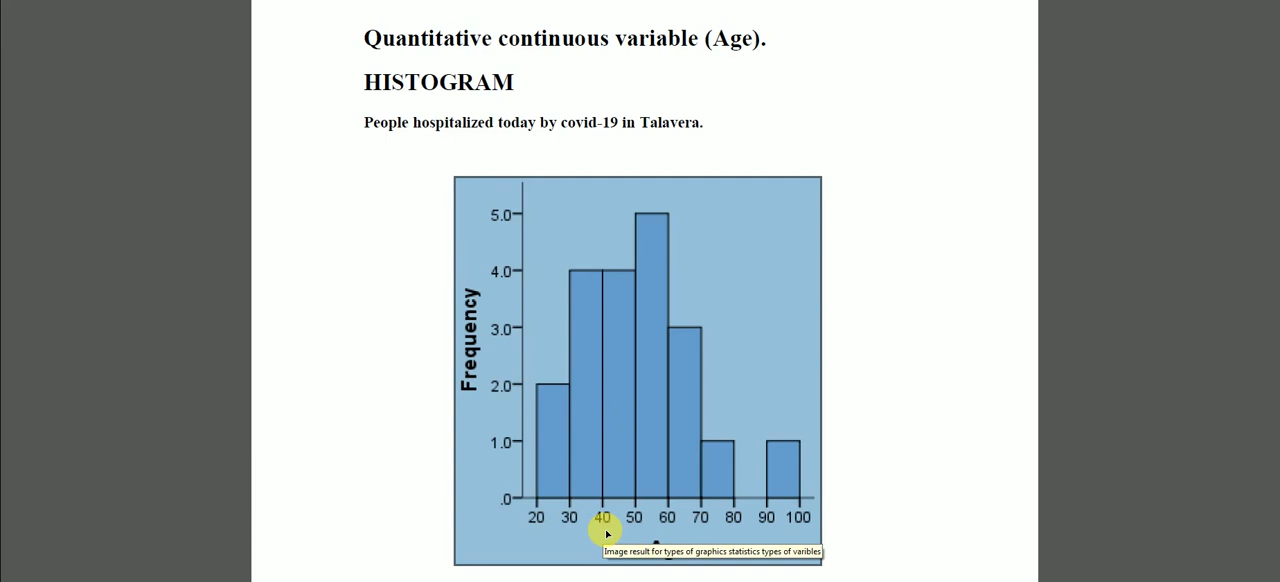 Quantitative continuous variable (Age).
HISTOGRAM
People hospitalized today by covid-19 in Talavera.
Frequency
5.0
4.0
3.0
2.0
1.0
.0
20 30 40 50 60 70 80 90 100
Image result for types of graphics statistics types of varibles